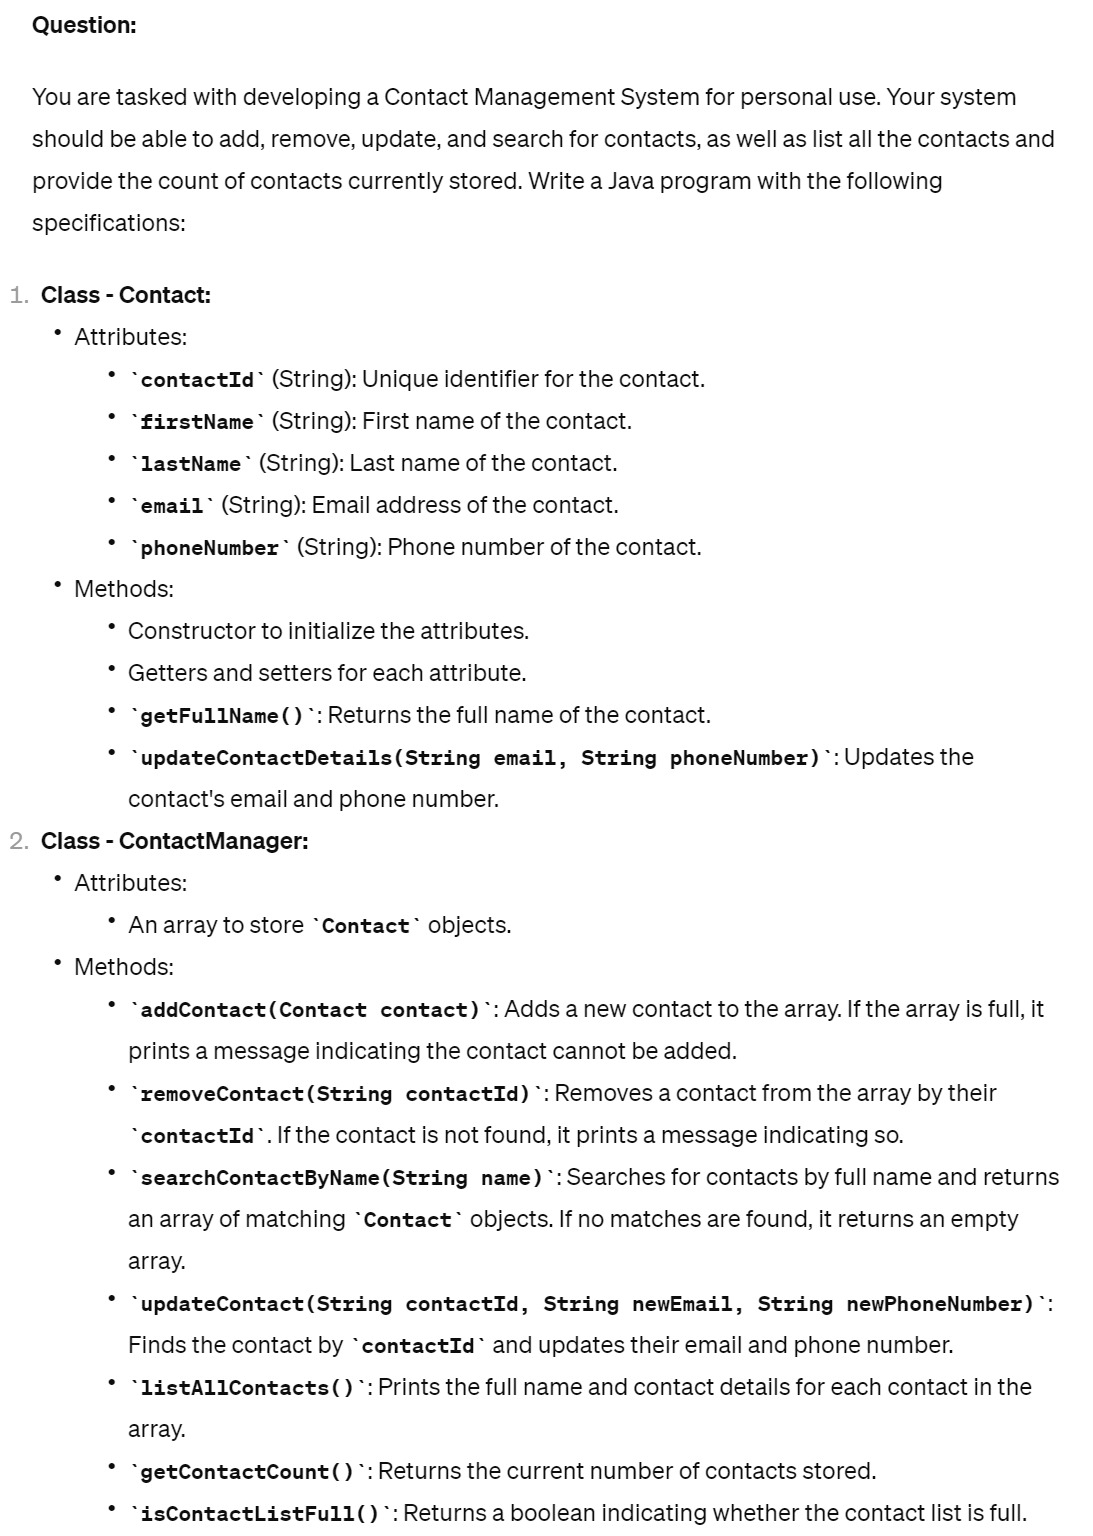 Question:
You are tasked with developing a Contact Management System for personal use. Your system
should be able to add, remove, update, and search for contacts, as well as list all the contacts and
provide the count of contacts currently stored. Write a Java program with the following
specifications:
1. Class - Contact:
• Attributes:
• `contactId` (String): Unique identifier for the contact.
• `firstName` (String): First name of the contact.
• `lastName` (String): Last name of the contact.
• `email` (String): Email address of the contact.
• `phoneNumber` (String): Phone number of the contact.
• Methods:
• Constructor to initialize the attributes.
• Getters and setters for each attribute.
• `getFullName()`: Returns the full name of the contact.
• `updateContactDetails(String email, String phoneNumber)`: Updates the
contact's email and phone number.
2. Class - ContactManager:
• Attributes:
• An array to store `Contact` objects.
• Methods:
• `addContact(Contact contact)`: Adds a new contact to the array. If the array is full, it
prints a message indicating the contact cannot be added.
• `removeContact(String contactId)`: Removes a contact from the array by their
`contactId`. If the contact is not found, it prints a message indicating so.
• `searchContactByName(String name)`: Searches for contacts by full name and returns
an array of matching `Contact` objects. If no matches are found, it returns an empty
array.
• `updateContact(String contactId, String newEmail, String newPhoneNumber)`:
Finds the contact by `contactId` and updates their email and phone number.
• `listAllContacts()`: Prints the full name and contact details for each contact in the
array.
• `getContactCount()`: Returns the current number of contacts stored.
• `isContactListFull()`: Returns a boolean indicating whether the contact list is full.